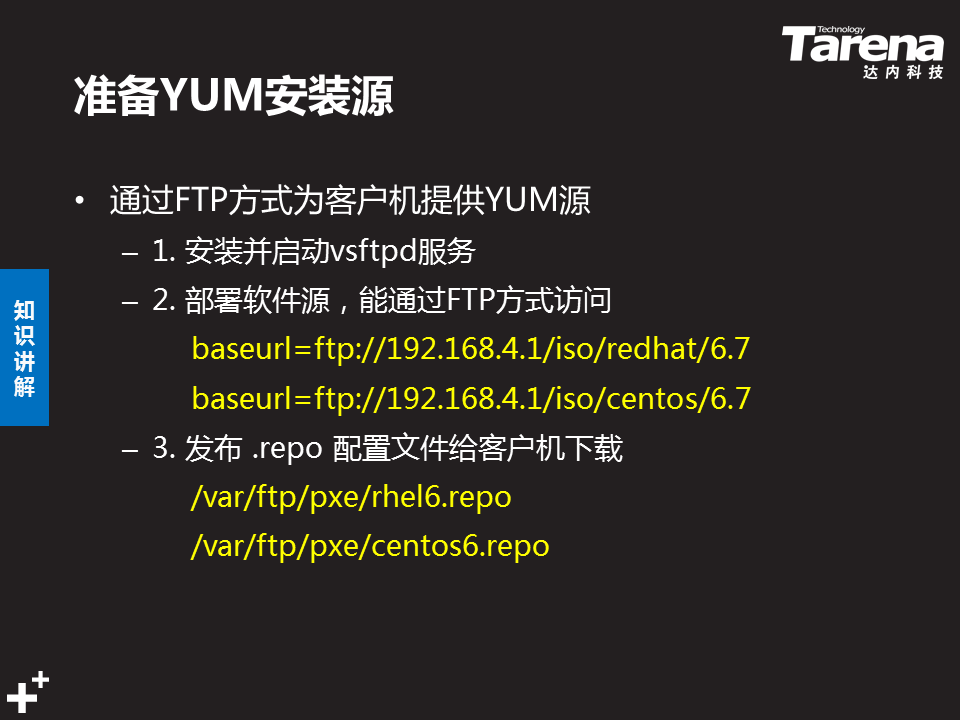 Technology
Tarena
达内科技
准备YUM安装源
• 通过FTP方式为客户机提供YUM源
– 1. 安装并启动vsftpd服务
– 2. 部署软件源，能通过FTP方式访问
baseurl=ftp://192.168.4.1/iso/redhat/6.7
baseurl=ftp://192.168.4.1/iso/centos/6.7
– 3. 发布 .repo 配置文件给客户机下载
/var/ftp/pxe/rhel6.repo
/var/ftp/pxe/centos6.repo
知识讲解